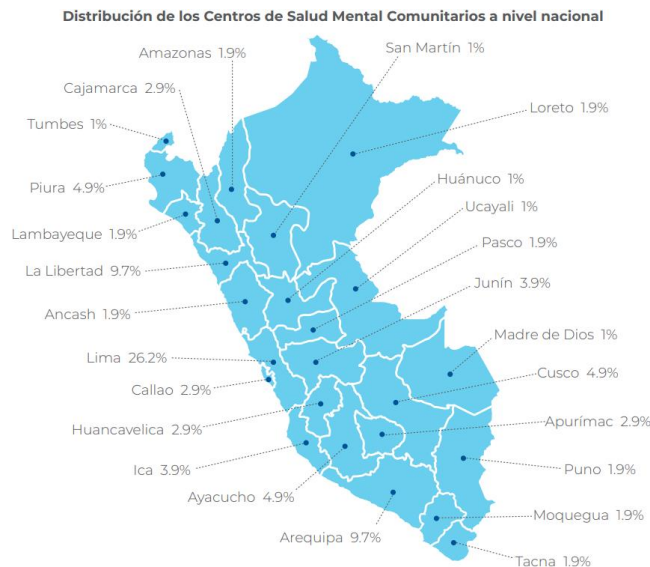 Distribución de los Centros de Salud Mental Comunitarios a nivel nacional
Amazonas 1.9%
San Martín 1%
Cajamarca 2.9%
Loreto 1.9%
Tumbes 1%
Piura 4.9%
Huánuco 1%
Ucayali 1%
Lambayeque 1.9%
Pasco 1.9%
La Libertad 9.7%
Junín 3.9%
Ancash 1.9%
Madre de Dios 1%
Lima 26.2%
Cusco 4.9%
Callao 2.9%
Apurímac 2.9%
Huancavelica 2.9%
Ica 3.9%
Puno 1.9%
Ayacucho 4.9%
Moquegua 1.9%
Arequipa 9.7%
Tacna 1.9%